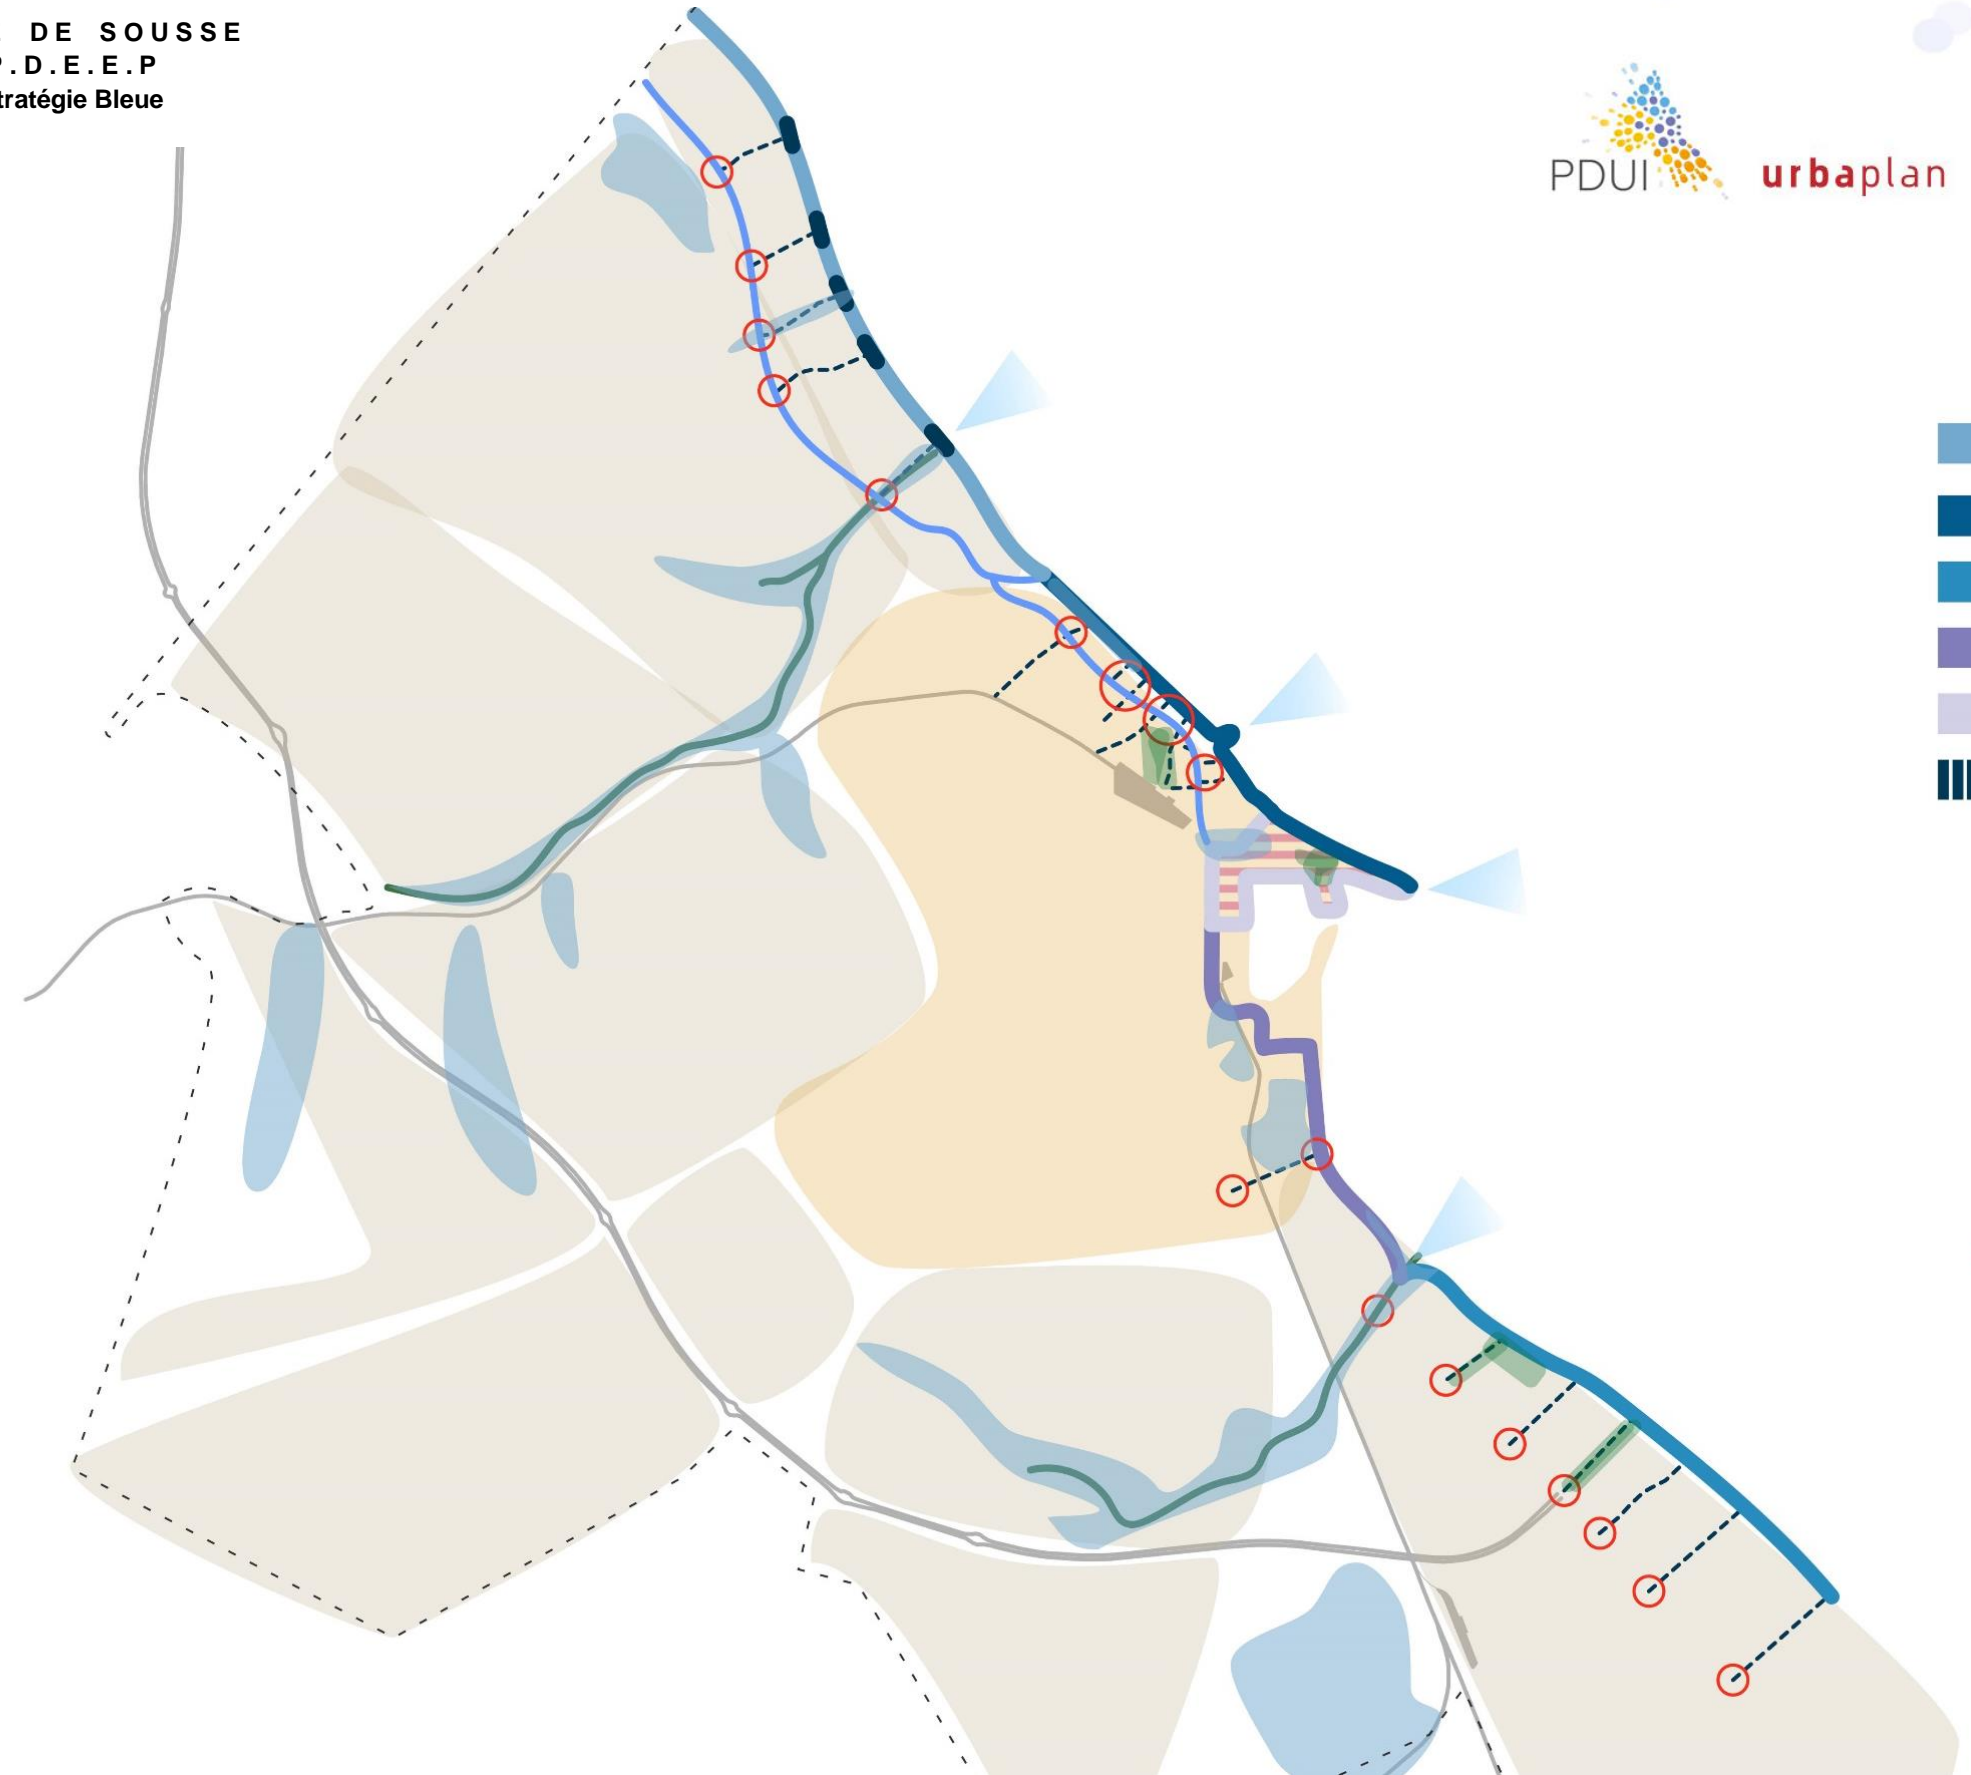 DE SOUSSE
P.D.E.E.P
tratégie Bleue
PDUI
urbaplan